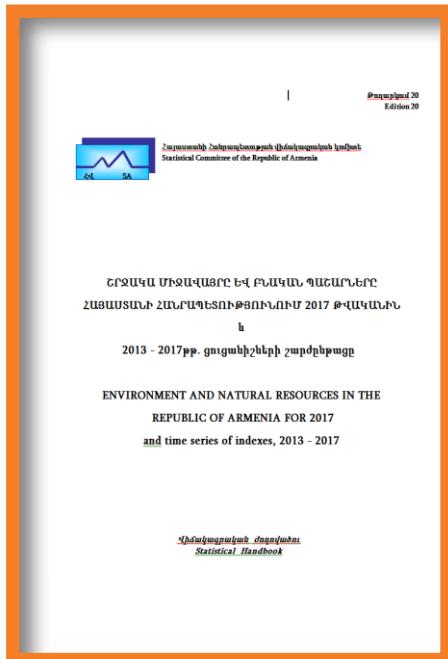 Թողարկում 20
Edition 20
Հայաստանի Հանրապետության վիճակագրական կոմիտե
Statistical Committee of the Republic of Armenia
ՀՎ SA
ՇՐՋԱԿԱ ՄԻՋԱՎԱՅՐԸ ԵՎ ԲՆԱԿԱՆ ՊԱՇԱՐՆԵՐԸ
ՀԱՅԱՍՏԱՆԻ ՀԱՆՐԱՊԵՏՈՒԹՅՈՒՆՈՒՄ 2017 ԹՎԱԿԱՆԻՆ
և
2013 - 2017թթ. ցուցանիշների շարժընթացը
ENVIRONMENT AND NATURAL RESOURCES IN THE
REPUBLIC OF ARMENIA FOR 2017
and time series of indexes, 2013 - 2017
Վիճակագրական ժողովածու
Statistical Handbook